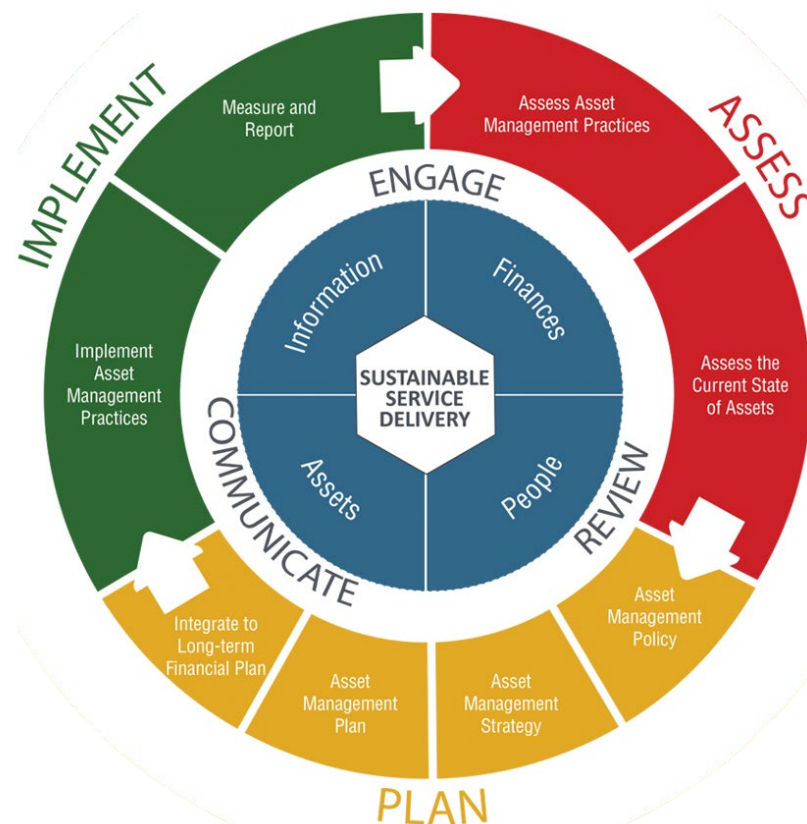 IMPLEMENT
ASSESS
PLAN
Measure and
Report
Assess Asset
Management Practices
Assess the
Current State
of Assets
Asset
Management
Policy
Asset
Management
Strategy
Asset
Management
Plan
Integrate to
Long-term
Financial Plan
Implement
Asset
Management
Practices
ENGAGE
REVIEW
COMMUNICATE
Information
Finances
People
Assets
SUSTAINABLE
SERVICE
DELIVERY